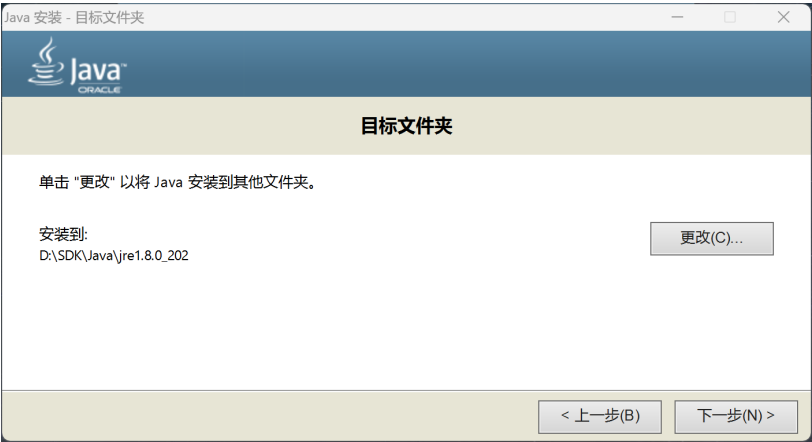 Java 安装 - 目标文件夹
Java™
ORACLE
目标文件夹
单击 "更改" 以将 Java 安装到其他文件夹。
安装到:
更改(C)...
D:\SDK\Java\jre1.8.0_202
< 上一步(B)
下一步(N) >